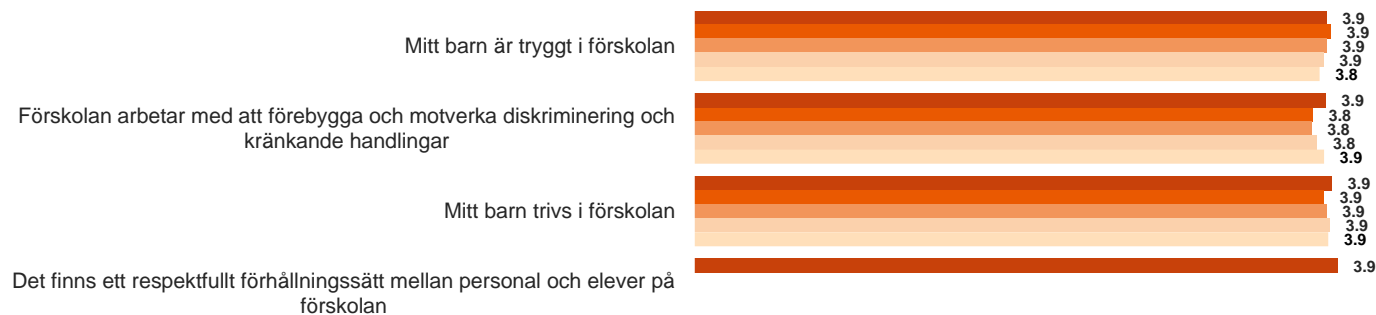 3.9
3.9
Mitt barn är tryggt i förskolan
3.9
3.9
3.8
3.9
Förskolan arbetar med att förebygga och motverka diskriminering och
kränkande handlingar
3.8
3.8
3.8
3.9
3.9
3.9
Mitt barn trivs i förskolan
3.9
3.9
3.9
3.9
Det finns ett respektfullt förhållningssätt mellan personal och elever på
förskolan